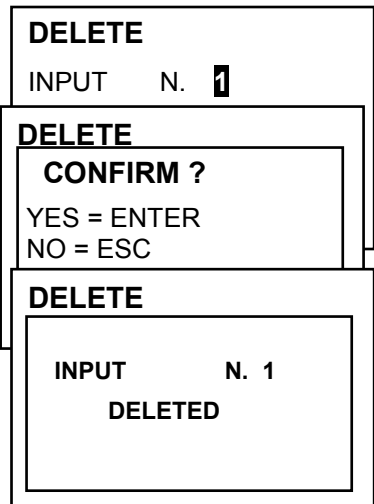 DELETE
INPUT N. 1
DELETE
CONFIRM ?
YES = ENTER
NO = ESC
DELETE
INPUT N. 1
DELETED